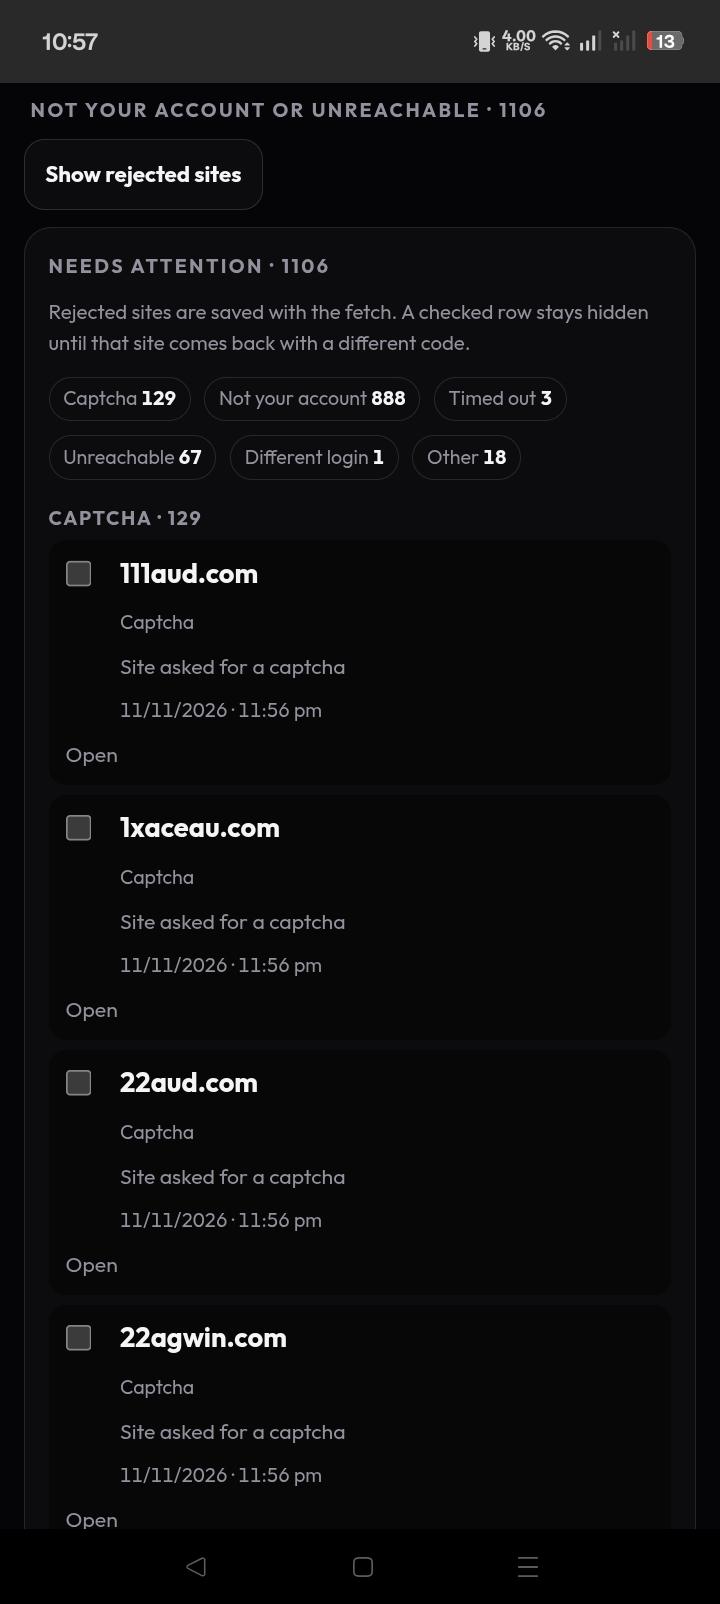 10:57
4.00
KB/S
13
NOT YOUR ACCOUNT OR UNREACHABLE · 1106
Show rejected sites
NEEDS ATTENTION · 1106
Rejected sites are saved with the fetch. A checked row stays hidden
until that site comes back with a different code.
Captcha 129
Not your account 888
Timed out 3
Unreachable 67
Different login 1
Other 18
CAPTCHA · 129
111aud.com
Captcha
Site asked for a captcha
11/11/2026 · 11:56 pm
Open
1xaceau.com
Captcha
Site asked for a captcha
11/11/2026 · 11:56 pm
Open
22aud.com
Captcha
Site asked for a captcha
11/11/2026 · 11:56 pm
Open
22agwin.com
Captcha
Site asked for a captcha
11/11/2026 · 11:56 pm
Open